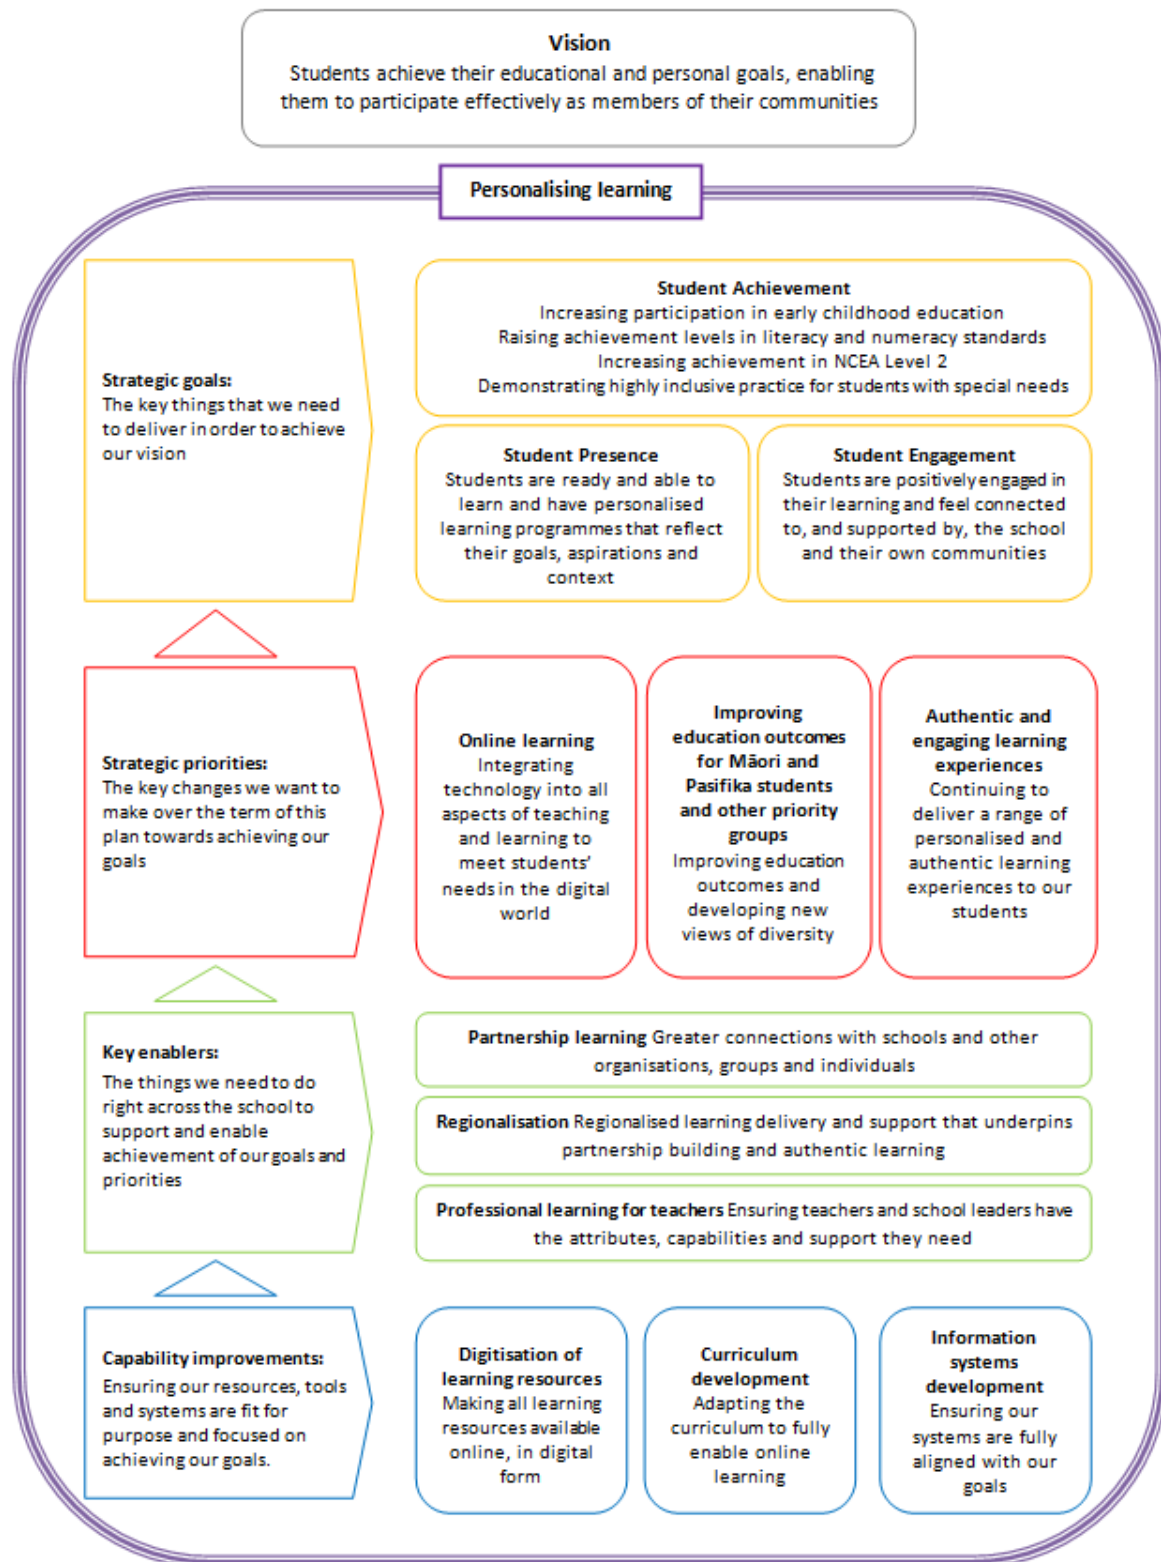 Vision
Students achieve their educational and personal goals, enabling
them to participate effectively as members of their communities
Personalising learning
Strategic goals:
The key things that we need
to deliver in order to achieve
our vision
Student Achievement
Increasing participation in early childhood education
Raising achievement levels in literacy and numeracy standards
Increasing achievement in NCEA Level 2
Demonstrating highly inclusive practice for students with special needs
Student Presence
Students are ready and able to
learn and have personalised
learning programmes that reflect
their goals, aspirations and
context
Student Engagement
Students are positively engaged in
their learning and feel connected
to, and supported by, the school
and their own communities
Strategic priorities:
The key changes we want to
make over the term of this
plan towards achieving our
goals
Online learning
Integrating
technology into all
aspects of teaching
and learning to
meet students’
needs in the digital
world
Improving
education outcomes
for Māori and
Pasifika students
and other priority
groups
Improving education
outcomes and
developing new
views of diversity
Authentic and
engaging learning
experiences
Continuing to
deliver a range of
personalised and
authentic learning
experiences to our
students
Key enablers:
The things we need to do
right across the school to
support and enable
achievement of our goals and
priorities
Partnership learning Greater connections with schools and other
organisations, groups and individuals
Regionalisation Regionalised learning delivery and support that underpins
partnership building and authentic learning
Professional learning for teachers Ensuring teachers and school leaders have
the attributes, capabilities and support they need
Capability improvements:
Ensuring our resources, tools
and systems are fit for
purpose and focused on
achieving our goals.
Digitisation of
learning resources
Making all learning
resources available
online, in digital
form
Curriculum
development
Adapting the
curriculum to fully
enable online
learning
Information
systems
development
Ensuring our
systems are fully
aligned with our
goals